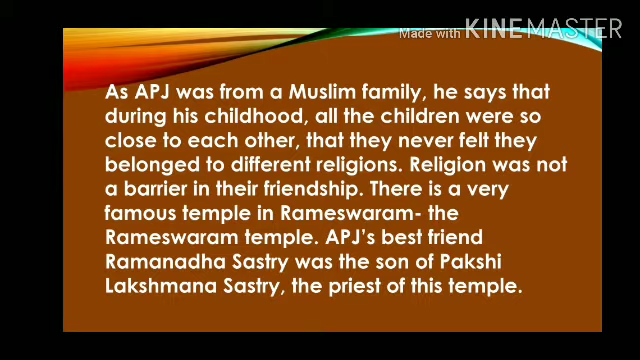 Made with KINEMASTER
As APJ was from a Muslim family, he says that
during his childhood, all the children were so
close to each other, that they never felt they
belonged to different religions. Religion was not
a barrier in their friendship. There is a very
famous temple in Rameswaram- the
Rameswaram temple. APJ's best friend
Ramanadha Sastry was the son of Pakshi
Lakshmana Sastry, the priest of this temple.